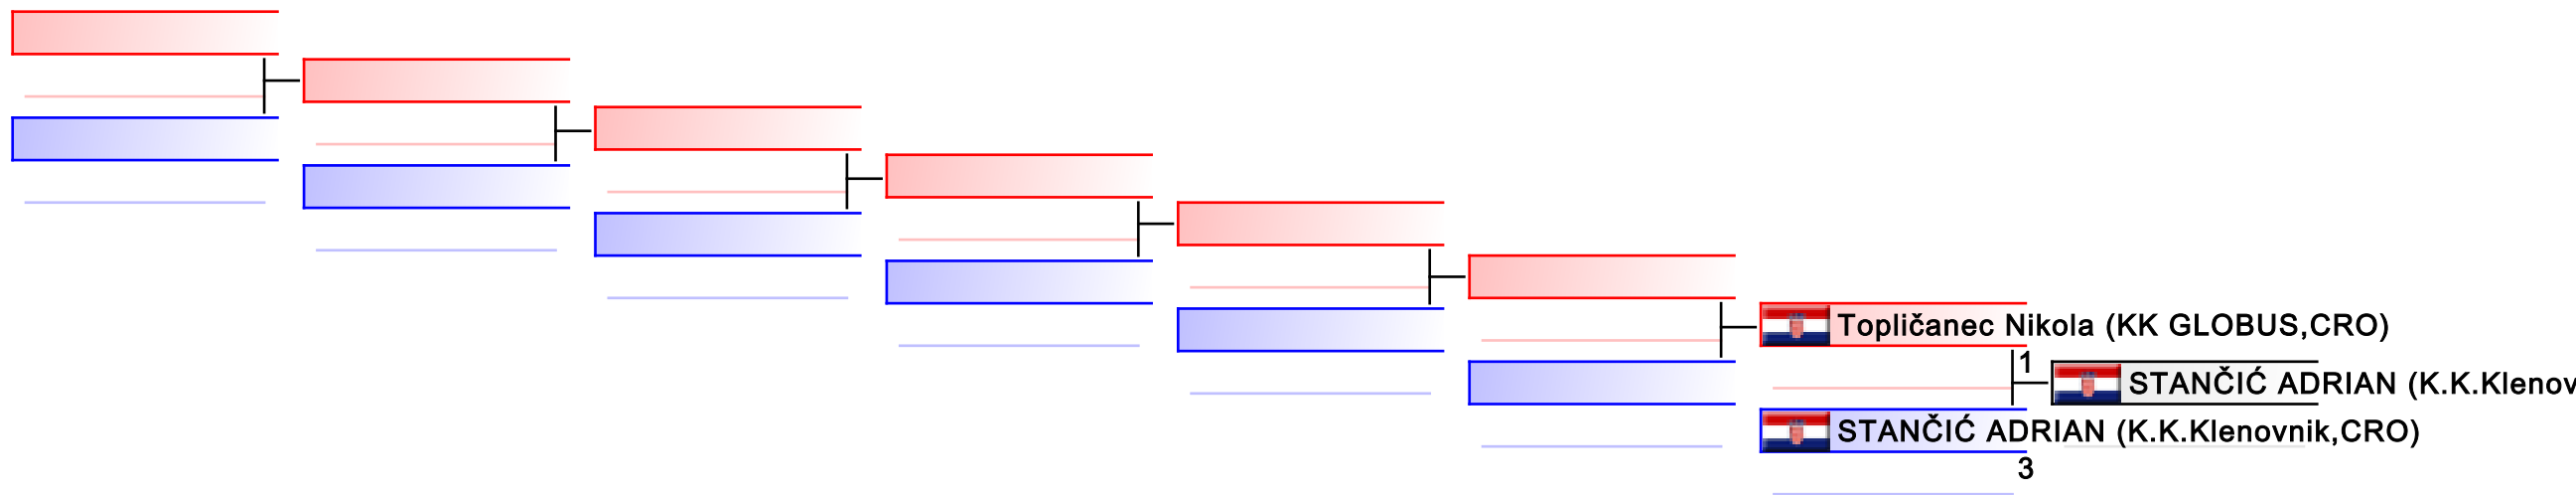 Topličanec Nikola (KK GLOBUS,CRO)
1
STANČIĆ ADRIAN (K.K.Klenov
STANČIĆ ADRIAN (K.K.Klenovnik,CRO)
3